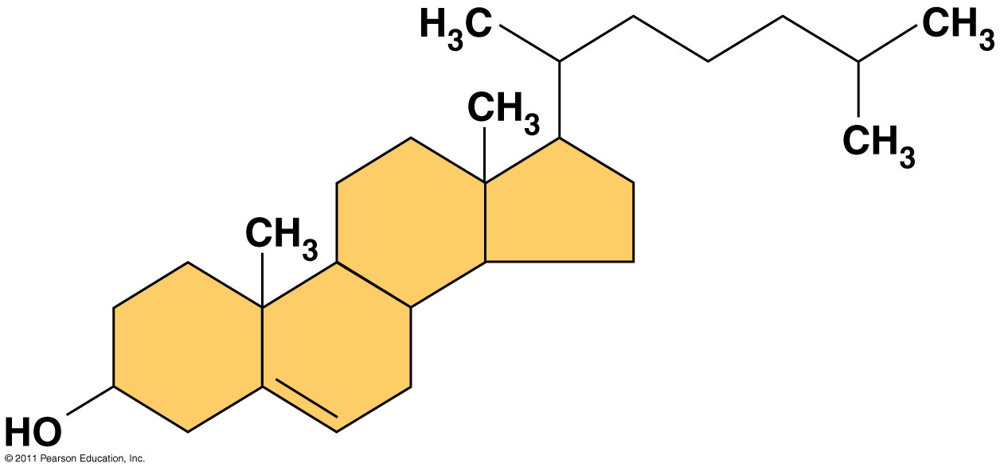 H₃C
CH₃
CH₃
CH₃
CH₃
HO
© 2011 Pearson Education, Inc.